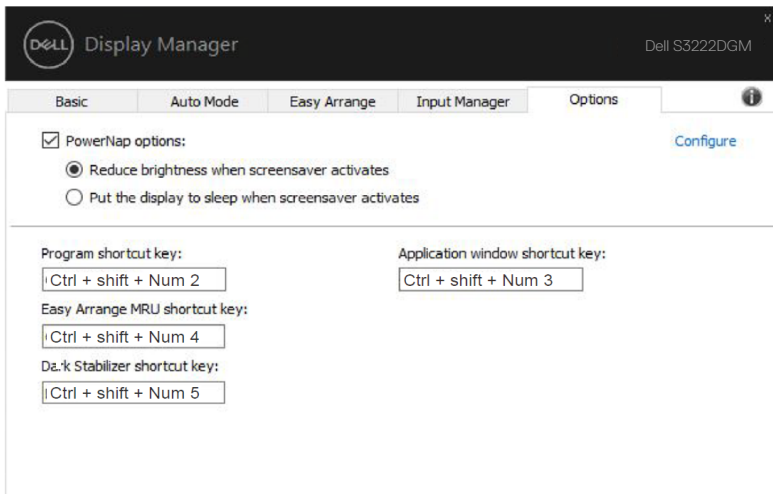 x
DELL Display Manager
Dell S3222DGM
Basic Auto Mode Easy Arrange Input Manager Options
PowerNap options: Configure
Reduce brightness when screensaver activates
Put the display to sleep when screensaver activates
Program shortcut key: Application window shortcut key:
Ctrl + shift + Num 2 Ctrl + shift + Num 3
Easy Arrange MRU shortcut key:
Ctrl + shift + Num 4
Dark Stabilizer shortcut key:
Ctrl + shift + Num 5